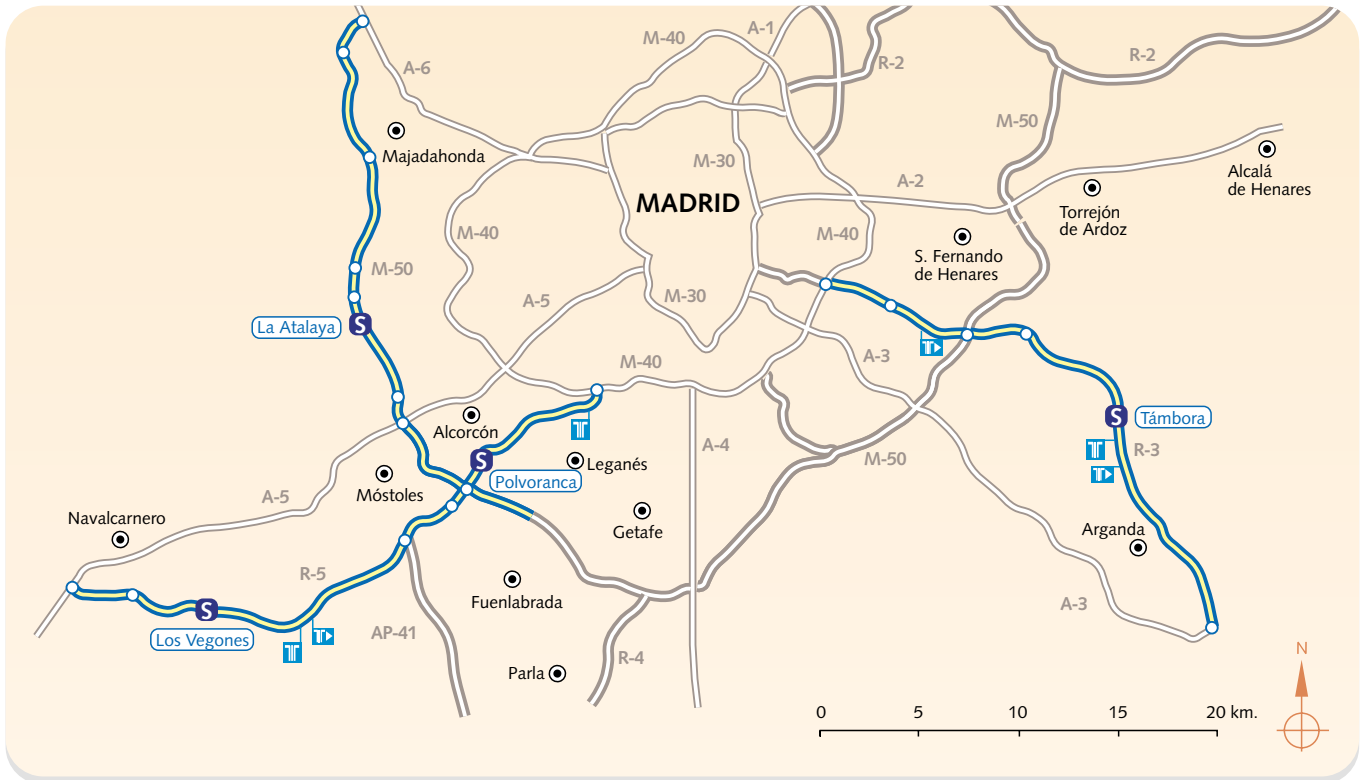 A-1
M-40
R-2
R-2
A-6
M-50
Majadahonda
M-30
A-2
Alcalá
de Henares
MADRID
Torrejón
de Ardoz
M-40
M-40
S. Fernando
de Henares
M-50
A-5
M-30
La Atalaya
S
T
A-3
M-40
S
Támbora
Alcorcón
T
A-4
T
R-3
S
Leganés
M-50
T
Polvoranca
Móstoles
A-5
Navalcarnero
Getafe
Arganda
R-5
Fuenlabrada
A-3
S
Los Vegones
T
T
AP-41
R-4
N
Parla
0 5 10 15 20 km.